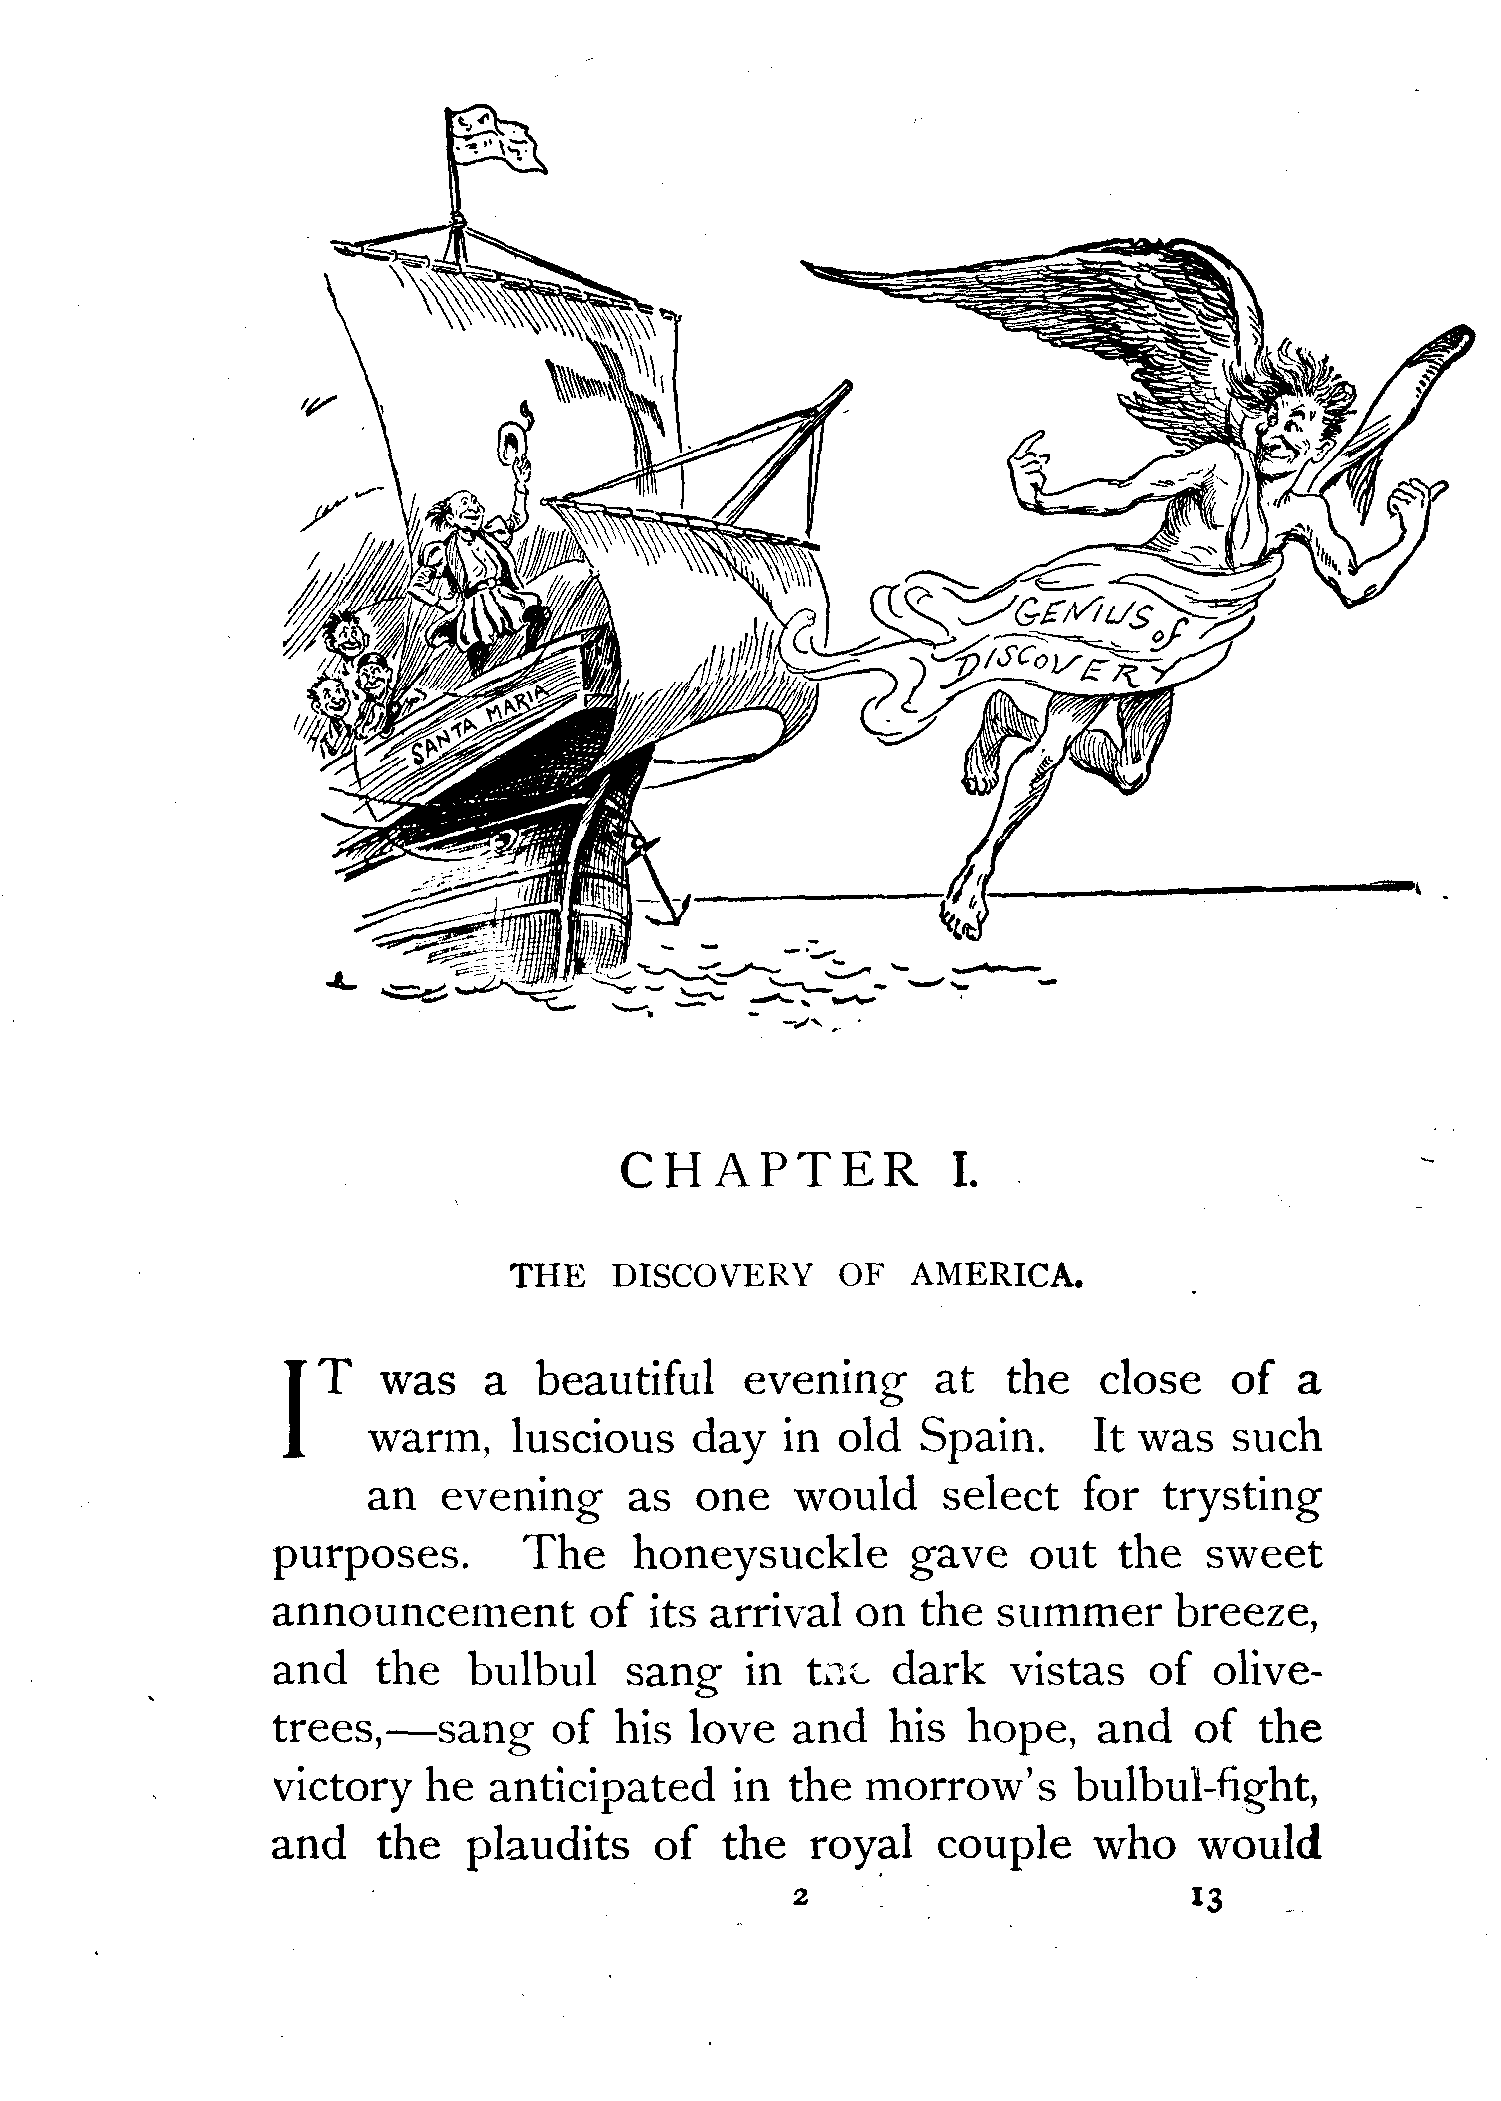 SANTA MARIA
GENIUS of
DISCOVERY
CHAPTER I.
THE DISCOVERY OF AMERICA.
IT was a beautiful evening at the close of a
warm, luscious day in old Spain. It was such
an evening as one would select for trysting
purposes. The honeysuckle gave out the sweet
announcement of its arrival on the summer breeze,
and the bulbul sang in the dark vistas of olive-
trees,—sang of his love and his hope, and of the
victory he anticipated in the morrow's bulbul-fight,
and the plaudits of the royal couple who would
2 13